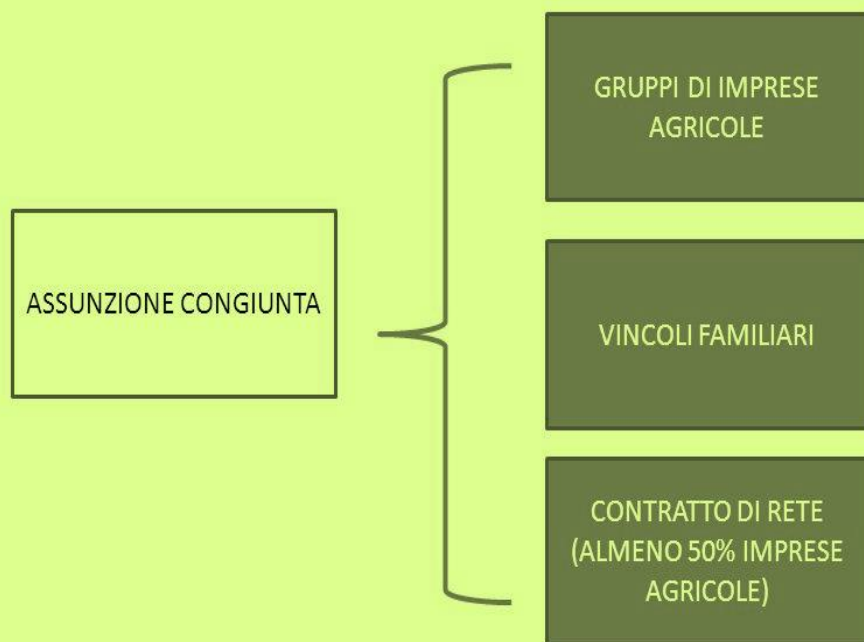 ASSUNZIONE CONGIUNTA
GRUPPI DI IMPRESE
AGRICOLE
VINCOLI FAMILIARI
CONTRATTO DI RETE
(ALMENO 50% IMPRESE
AGRICOLE)